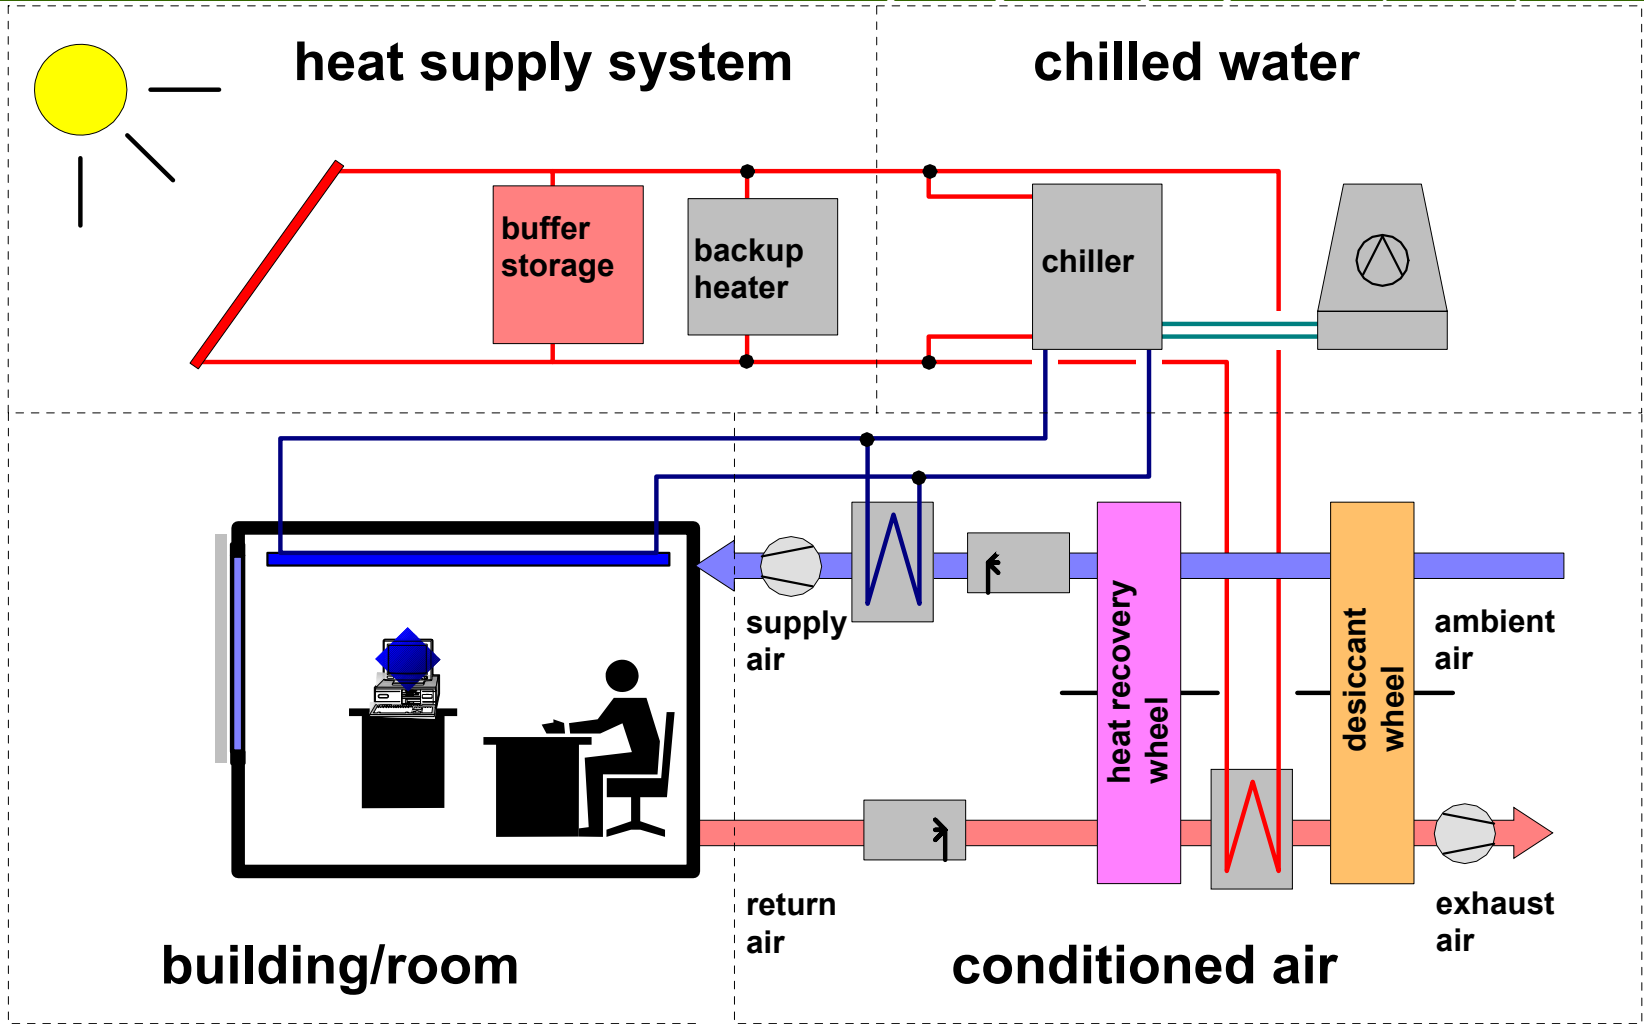 heat supply system
chilled water
buffer
storage
backup
heater
chiller
supply
air
heat recovery
wheel
desiccant
wheel
ambient
air
return
air
exhaust
air
building/room
conditioned air